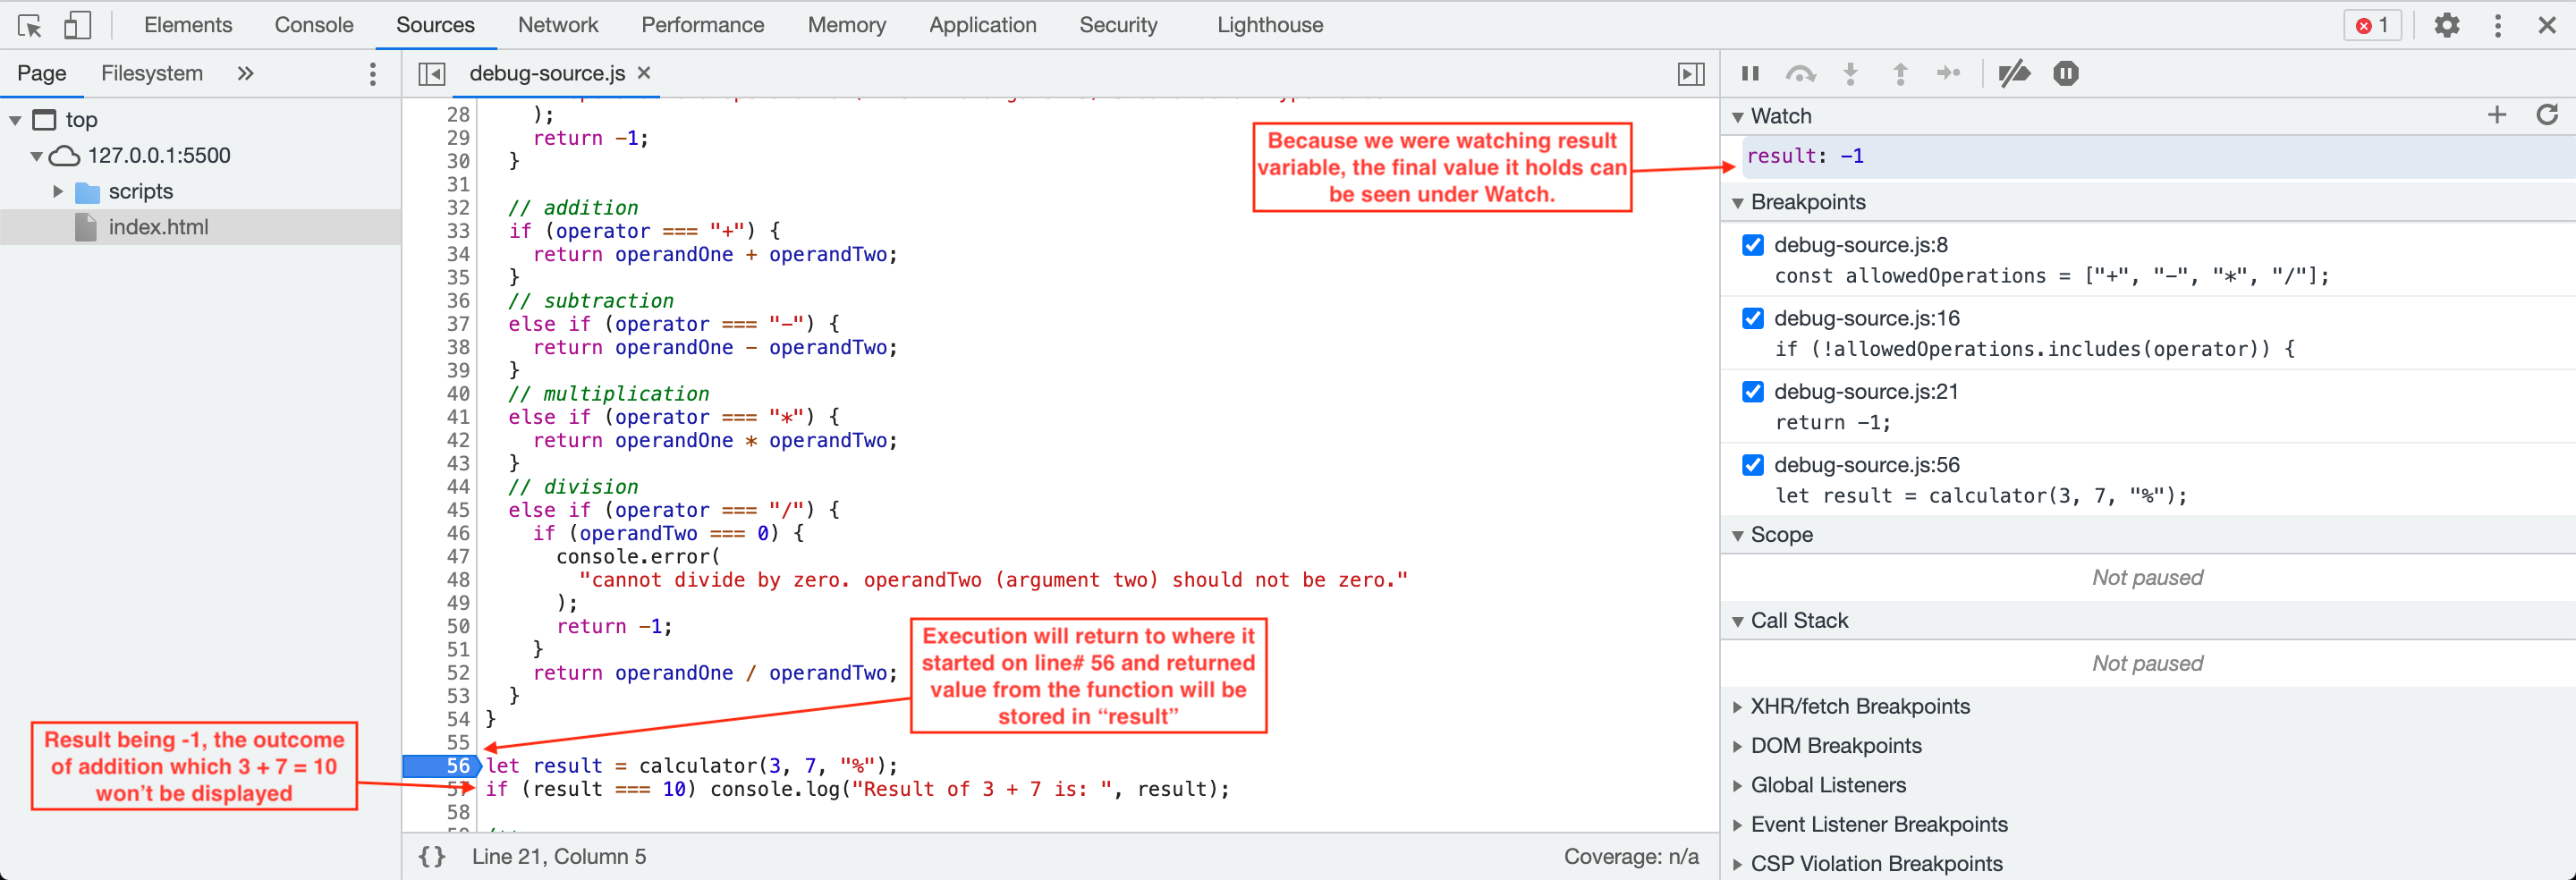 Elements Console Sources Network Performance Memory Application Security Lighthouse 1
Page Filesystem
debug-source.js
top
127.0.0.1:5500
scripts
index.html
28 );
29 return -1;
30 }
31
32 // addition
33 if (operator === "+") {
34 return operandOne + operandTwo;
35 }
36 // subtraction
37 else if (operator === "-") {
38 return operandOne - operandTwo;
39 }
40 // multiplication
41 else if (operator === "*") {
42 return operandOne * operandTwo;
43 }
44 // division
45 else if (operator === "/") {
46 if (operandTwo === 0) {
47 console.error(
48 "cannot divide by zero. operandTwo (argument two) should not be zero."
49 );
50 return -1;
51 }
52 return operandOne / operandTwo;
53 }
54 }
55
56 let result = calculator(3, 7, "%");
57 if (result === 10) console.log("Result of 3 + 7 is: ", result);
58
Because we were watching result
variable, the final value it holds can
be seen under Watch.
Execution will return to where it
started on line# 56 and returned
value from the function will be
stored in “result”
Result being -1, the outcome
of addition which 3 + 7 = 10
won’t be displayed
{} Line 21, Column 5
Coverage: n/a
Watch
result: -1
Breakpoints
debug-source.js:8
const allowedOperations = ["+", "-", "*", "/"];
debug-source.js:16
if (!allowedOperations.includes(operator)) {
debug-source.js:21
return -1;
debug-source.js:56
let result = calculator(3, 7, "%");
Scope
Not paused
Call Stack
Not paused
XHR/fetch Breakpoints
DOM Breakpoints
Global Listeners
Event Listener Breakpoints
CSP Violation Breakpoints